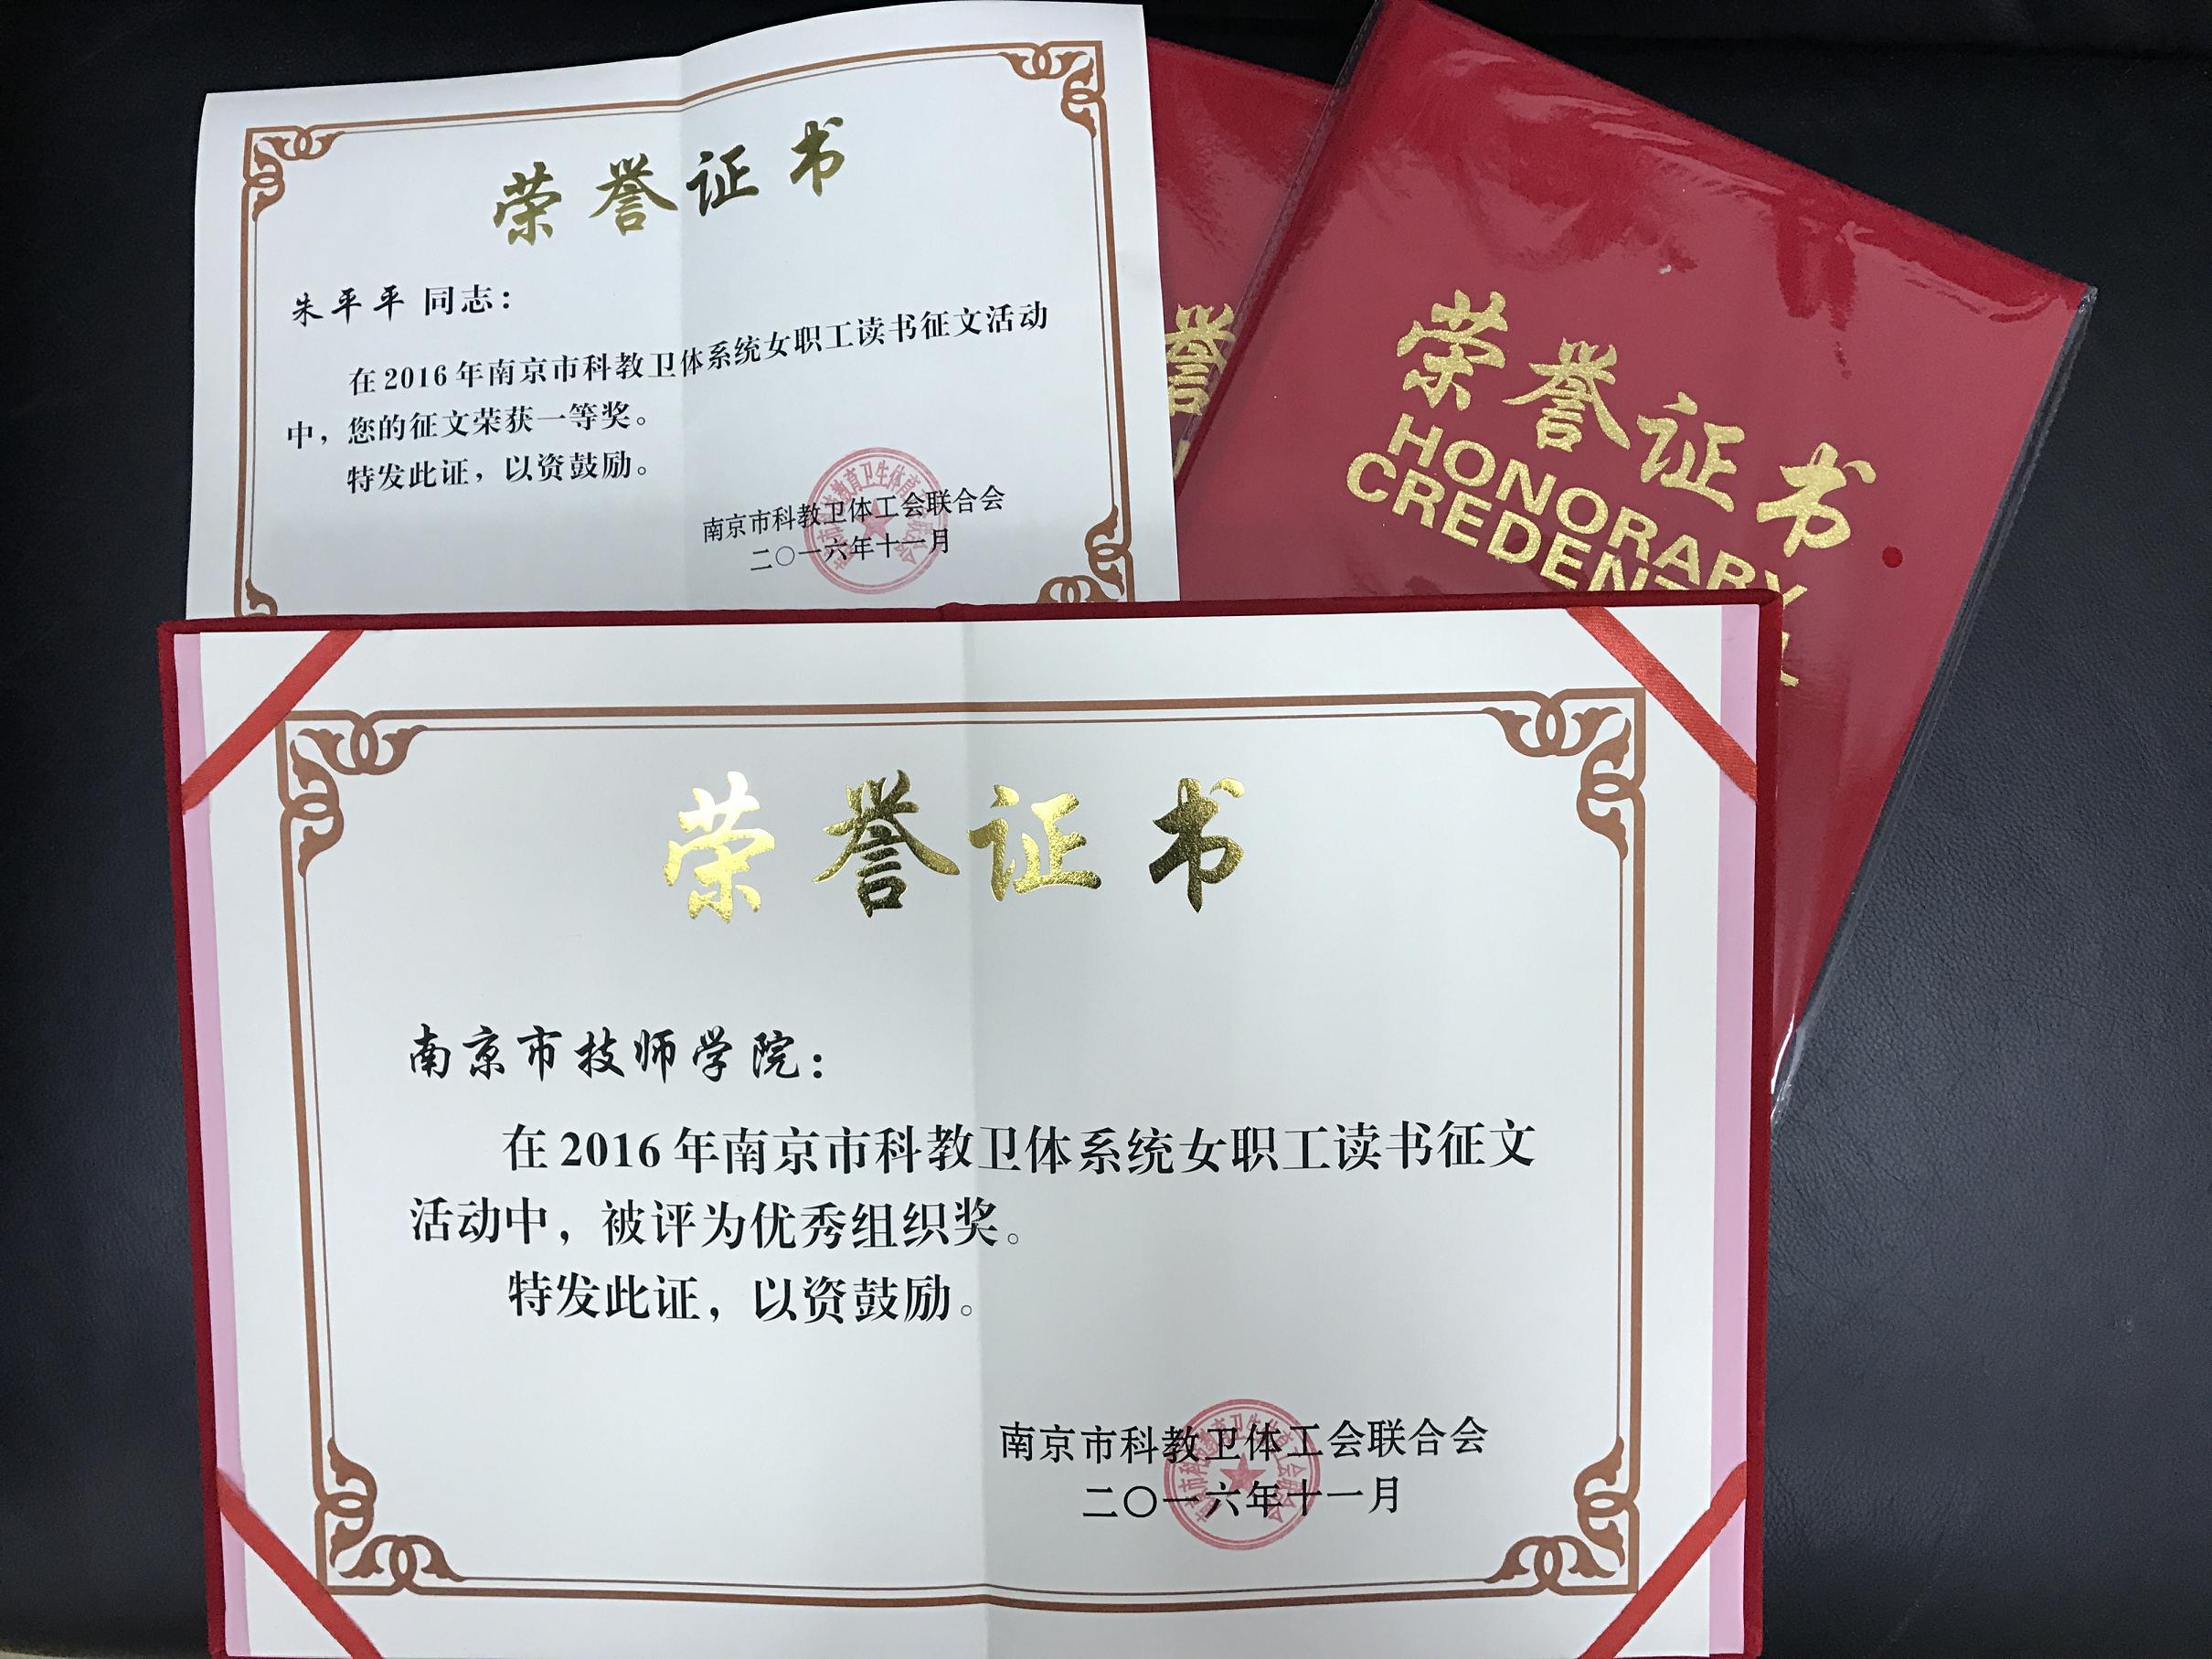 荣誉证书
朱平平 同志：
在2016年南京市科教卫体系统女职工读书征文活动
中，您的征文荣获一等奖。
特发此证，以资鼓励。
南京市科教卫体工会联合会
二〇一六年十一月
誉
荣誉证书
HONORARY
荣誉证书
南京市技师学院：
在2016年南京市科教卫体系统女职工读书征文
活动中，被评为优秀组织奖。
特发此证，以资鼓励。
南京市科教卫体工会联合会
二〇一六年十一月